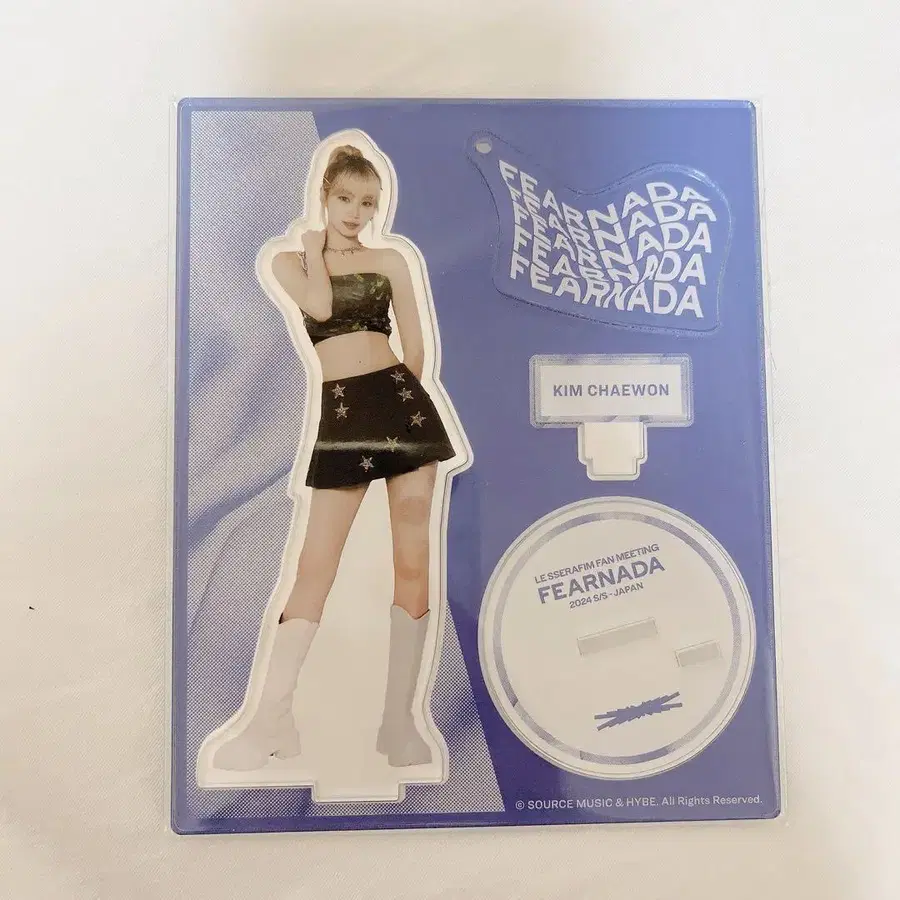 FEARNADA
FEARNADA
FEARNADA
FEARNADA
FEARNADA
KIM CHAEWON
LE SSERAFIM FAN MEETING
FEARNADA
2024 S/S - JAPAN
© SOURCE MUSIC & HYBE. All Rights Reserved.